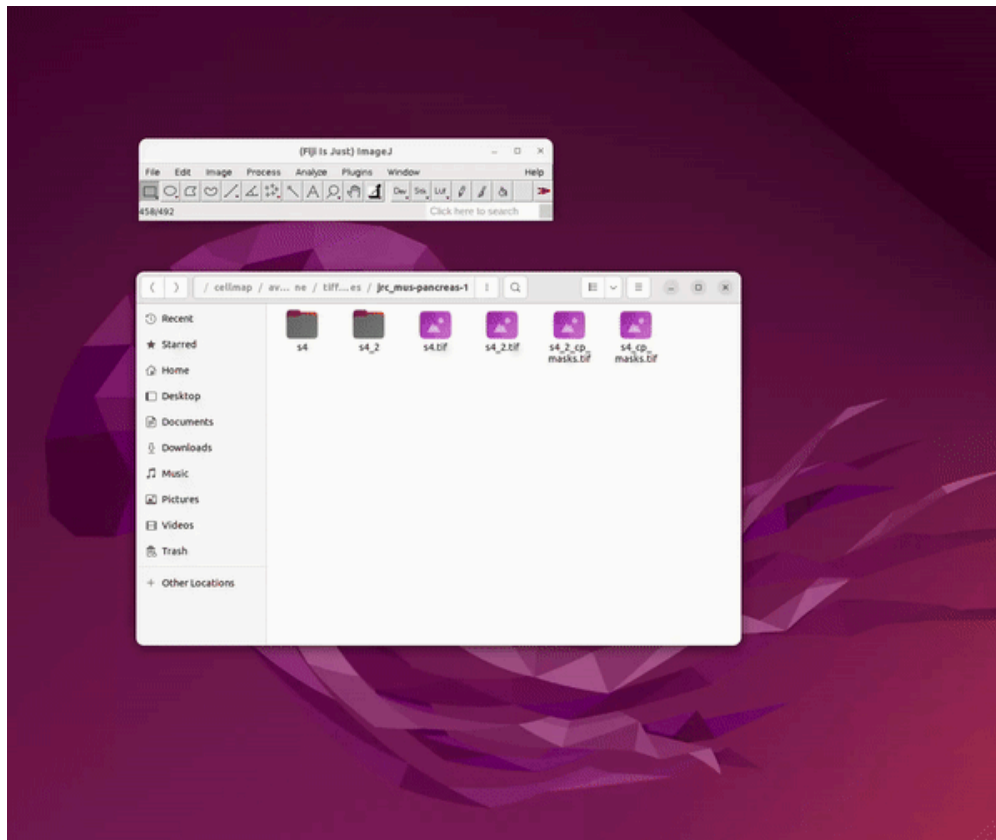 (Fiji Is Just) ImageJ
File Edit Image Process Analyze Plugins Window Help
Dev Stk LUT
458/492 Click here to search
/ cellmap / av... ne / tiff...es / jrc_mus-pancreas-1
Recent
Starred
Home
Desktop
Documents
Downloads
Music
Pictures
Videos
Trash
+ Other Locations
s4 s4_2 s4.tif s4_2.tif s4_2_cp_ s4_cp_
masks.tif masks.tif